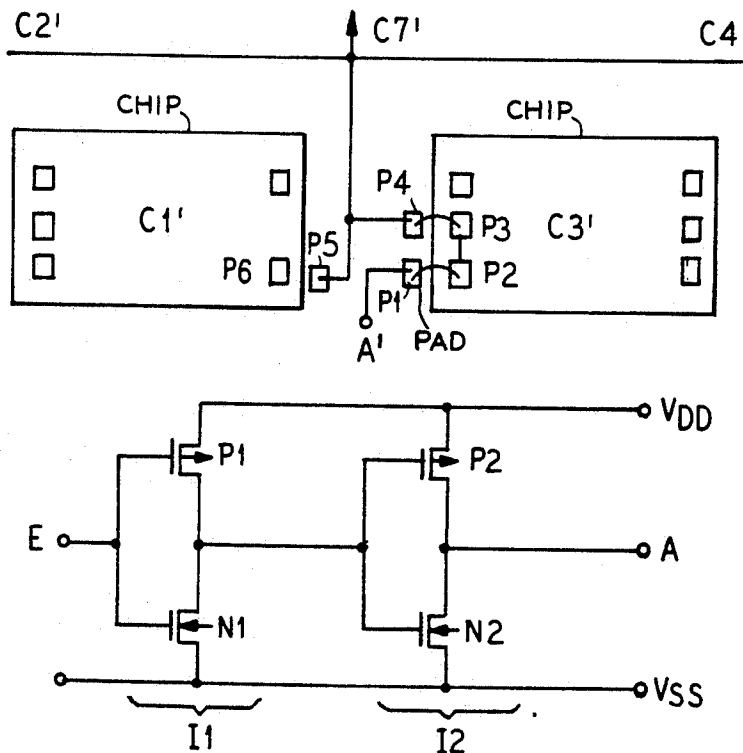 C2' C7' C4
CHIP CHIP
P4
C1' P5 P3 C3'
P6 P1 P2
A' PAD
VDD
P1 P2
E A
N1 N2
VSS
I1 I2